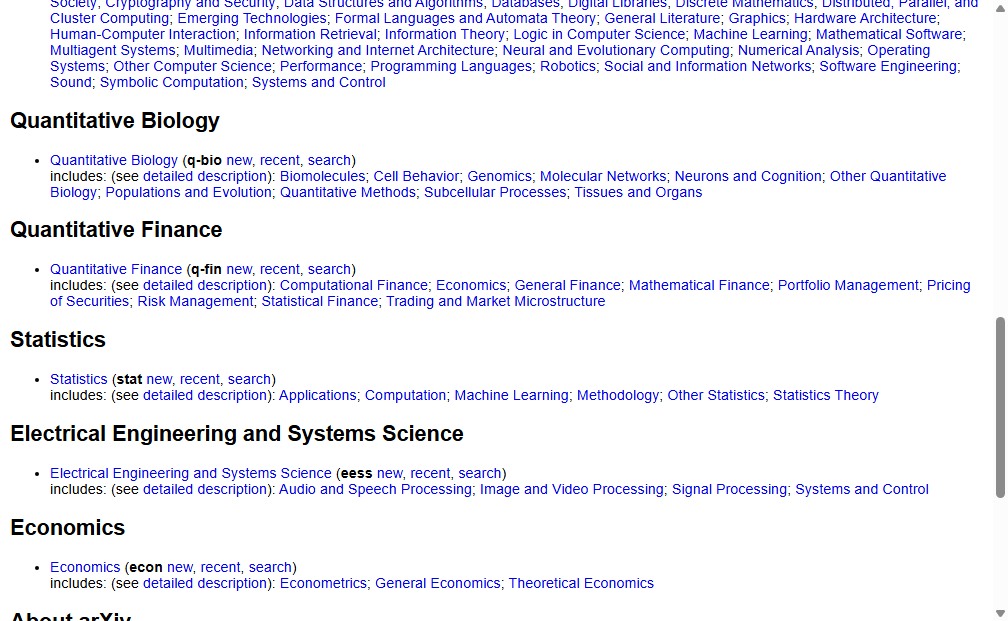 Society; Cryptography and Security; Data Structures and Algorithms; Databases; Digital Libraries; Discrete Mathematics; Distributed, Parallel, and
Cluster Computing; Emerging Technologies; Formal Languages and Automata Theory; General Literature; Graphics; Hardware Architecture;
Human-Computer Interaction; Information Retrieval; Information Theory; Logic in Computer Science; Machine Learning; Mathematical Software;
Multiagent Systems; Multimedia; Networking and Internet Architecture; Neural and Evolutionary Computing; Numerical Analysis; Operating
Systems; Other Computer Science; Performance; Programming Languages; Robotics; Social and Information Networks; Software Engineering;
Sound; Symbolic Computation; Systems and Control
Quantitative Biology
• Quantitative Biology (q-bio new, recent, search)
includes: (see detailed description): Biomolecules; Cell Behavior; Genomics; Molecular Networks; Neurons and Cognition; Other Quantitative
Biology; Populations and Evolution; Quantitative Methods; Subcellular Processes; Tissues and Organs
Quantitative Finance
• Quantitative Finance (q-fin new, recent, search)
includes: (see detailed description): Computational Finance; Economics; General Finance; Mathematical Finance; Portfolio Management; Pricing
of Securities; Risk Management; Statistical Finance; Trading and Market Microstructure
Statistics
• Statistics (stat new, recent, search)
includes: (see detailed description): Applications; Computation; Machine Learning; Methodology; Other Statistics; Statistics Theory
Electrical Engineering and Systems Science
• Electrical Engineering and Systems Science (eess new, recent, search)
includes: (see detailed description): Audio and Speech Processing; Image and Video Processing; Signal Processing; Systems and Control
Economics
• Economics (econ new, recent, search)
includes: (see detailed description): Econometrics; General Economics; Theoretical Economics
About arXiv